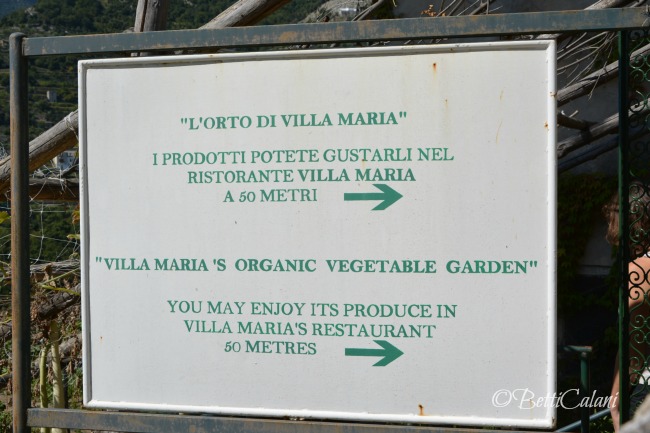 "L'ORTO DI VILLA MARIA"
I PRODOTTI POTETE GUSTARLI NEL
RISTORANTE VILLA MARIA
A 50 METRI
"VILLA MARIA 'S ORGANIC VEGETABLE GARDEN"
YOU MAY ENJOY ITS PRODUCE IN
VILLA MARIA'S RESTAURANT
50 METRES
©BettiCalani